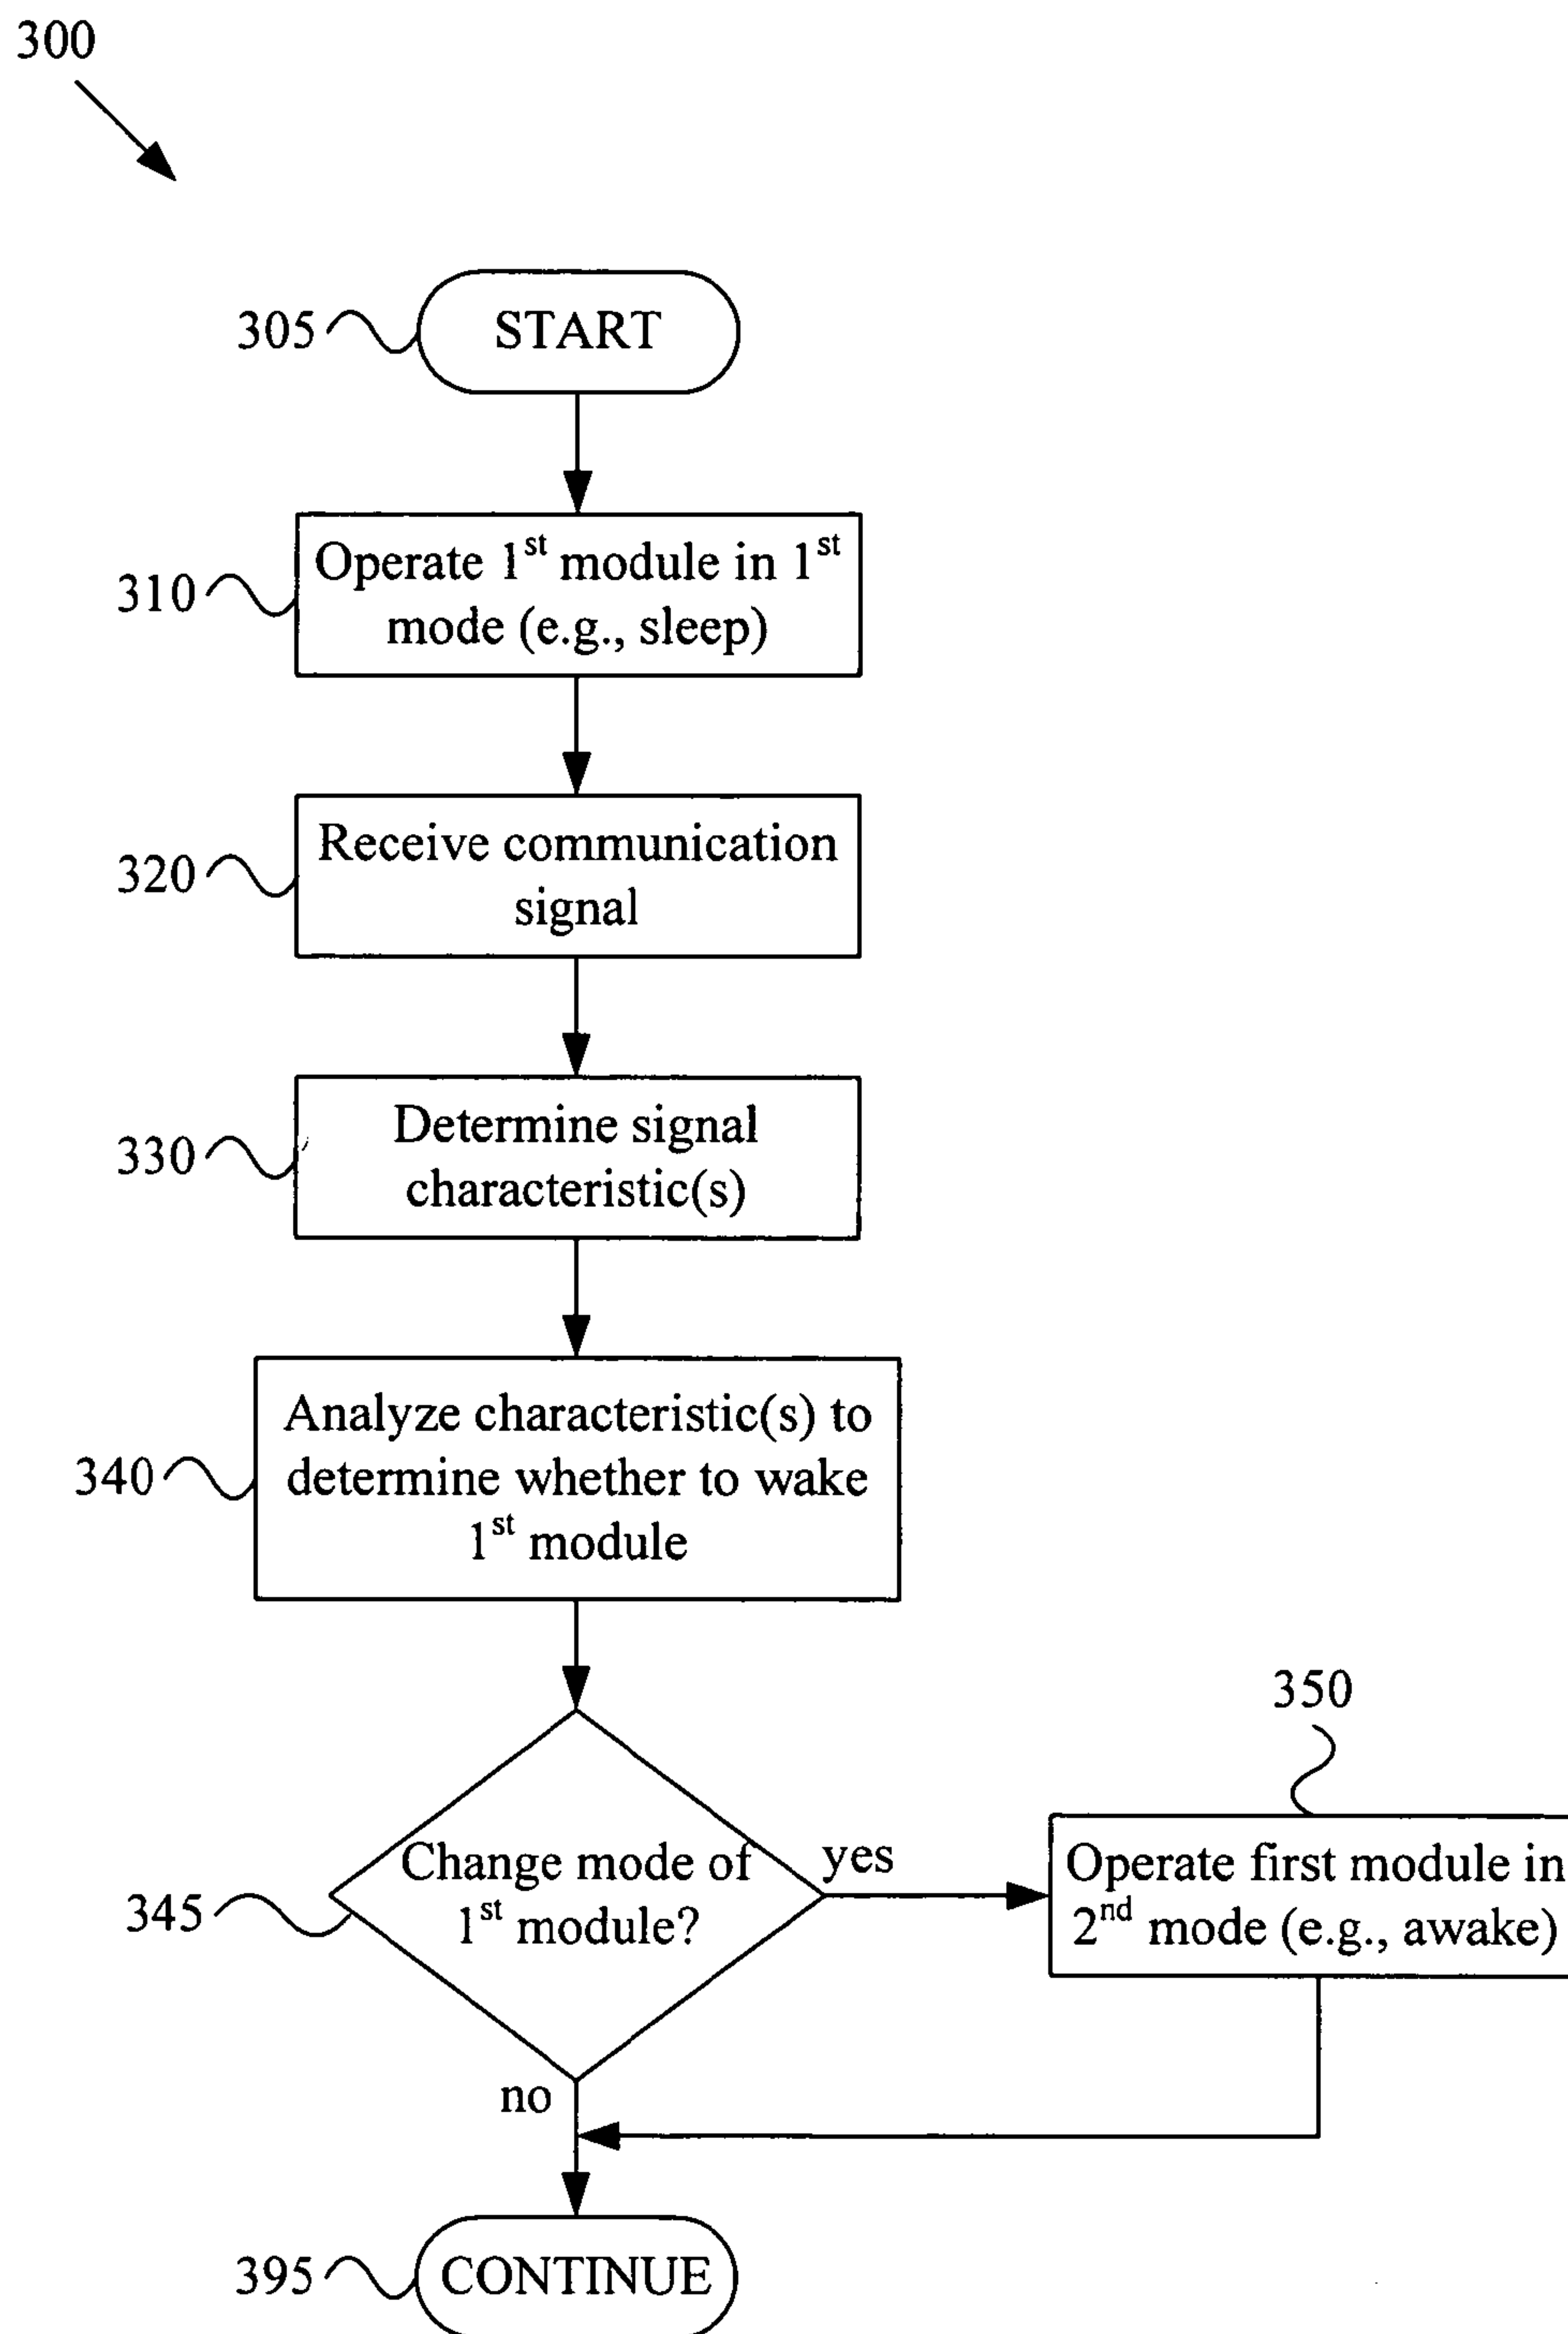 300
305
START
310
Operate 1st module in 1st
mode (e.g., sleep)
320
Receive communication
signal
330
Determine signal
characteristic(s)
340
Analyze characteristic(s) to
determine whether to wake
1st module
345
Change mode of
1st module?
yes
350
Operate first module in
2nd mode (e.g., awake)
no
395
CONTINUE